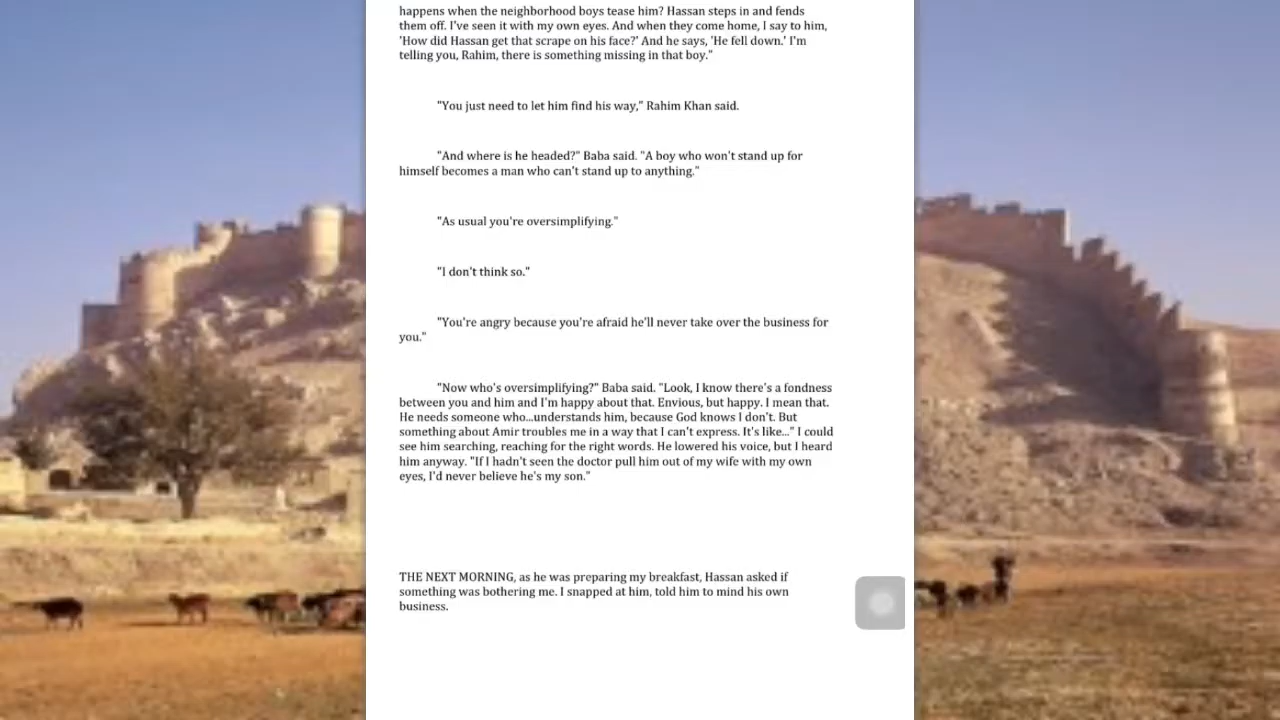 happens when the neighborhood boys tease him? Hassan steps in and fends
them off. I've seen it with my own eyes. And when they come home, I say to him,
'How did Hassan get that scrape on his face?' And he says, 'He fell down.' I'm
telling you, Rahim, there is something missing in that boy."
"You just need to let him find his way," Rahim Khan said.
"And where is he headed?" Baba said. "A boy who won't stand up for
himself becomes a man who can't stand up to anything."
"As usual you're oversimplifying."
"I don't think so."
"You're angry because you're afraid he'll never take over the business for
you."
"Now who's oversimplifying?" Baba said. "Look, I know there's a fondness
between you and him and I'm happy about that. Envious, but happy. I mean that.
He needs someone who...understands him, because God knows I don't. But
something about Amir troubles me in a way that I can't express. It's like..." I could
see him searching, reaching for the right words. He lowered his voice, but I heard
him anyway. "If I hadn't seen the doctor pull him out of my wife with my own
eyes, I'd never believe he's my son."
THE NEXT MORNING, as he was preparing my breakfast, Hassan asked if
something was bothering me. I snapped at him, told him to mind his own
business.